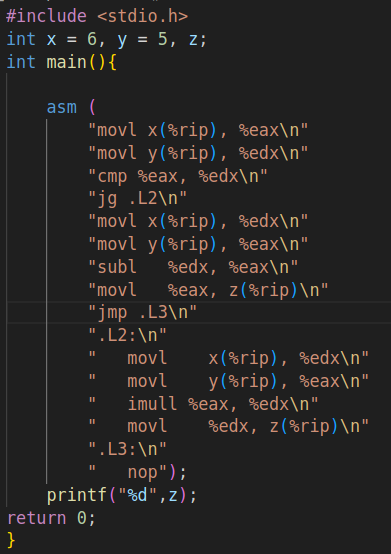 #include <stdio.h>
int x = 6, y = 5, z;
int main(){
asm (
"movl x(%rip), %eax\n"
"movl y(%rip), %edx\n"
"cmp %eax, %edx\n"
"jg .L2\n"
"movl x(%rip), %edx\n"
"movl y(%rip), %eax\n"
"subl   %edx, %eax\n"
"movl    %eax, z(%rip)\n"
"jmp .L3\n"
".L2:\n"
"   movl    x(%rip), %edx\n"
"   movl    y(%rip), %eax\n"
"   imull %eax, %edx\n"
"   movl    %edx, z(%rip)\n"
".L3:\n"
"   nop");
printf("%d",z);
return 0;
}